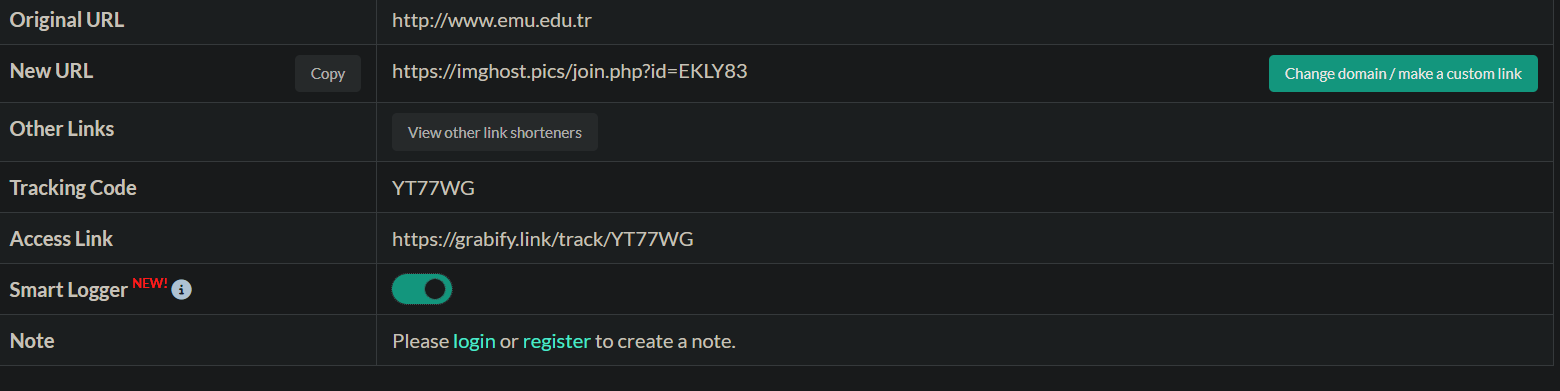 Original URL http://www.emu.edu.tr
New URL Copy https://imghost.pics/join.php?id=EKLY83 Change domain / make a custom link
Other Links View other link shorteners
Tracking Code YT77WG
Access Link https://grabify.link/track/YT77WG
Smart Logger NEW! i
Note Please login or register to create a note.